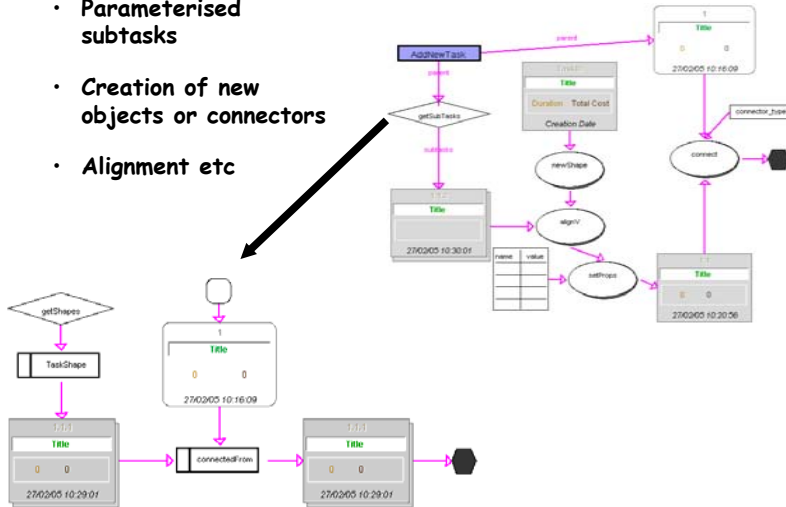 • Parameterised
subtasks
• Creation of new
objects or connectors
• Alignment etc
AddNewTask
parent
parent
getSubTasks
subtasks
Title
Duration Total Cost
Creation Date
newShape
alignV
name value
setProps
1
Title
0 0
27/02/05 10:16:09
connector_type
connect
Title
27/02/05 10:30:01
1.1
Title
0 0
27/02/05 10:20:56
getShapes
TaskShape
1
Title
0 0
27/02/05 10:16:09
Title
0 0
27/02/05 10:29:01
connectedFrom
Title
0 0
27/02/05 10:29:01